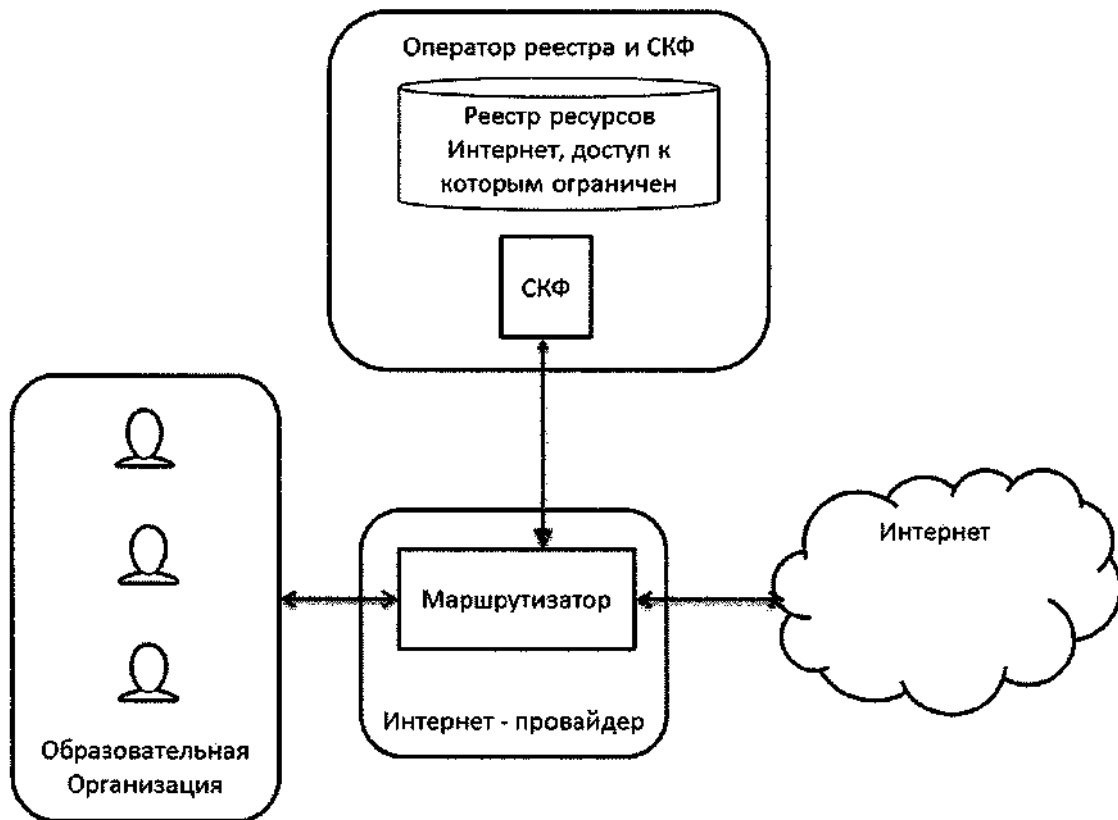 Оператор реестра и СКФ
Реестр ресурсов
Интернет, доступ к
которым ограничен
СКФ
Интернет
Маршрутизатор
Интернет - провайдер
Образовательная
Организация